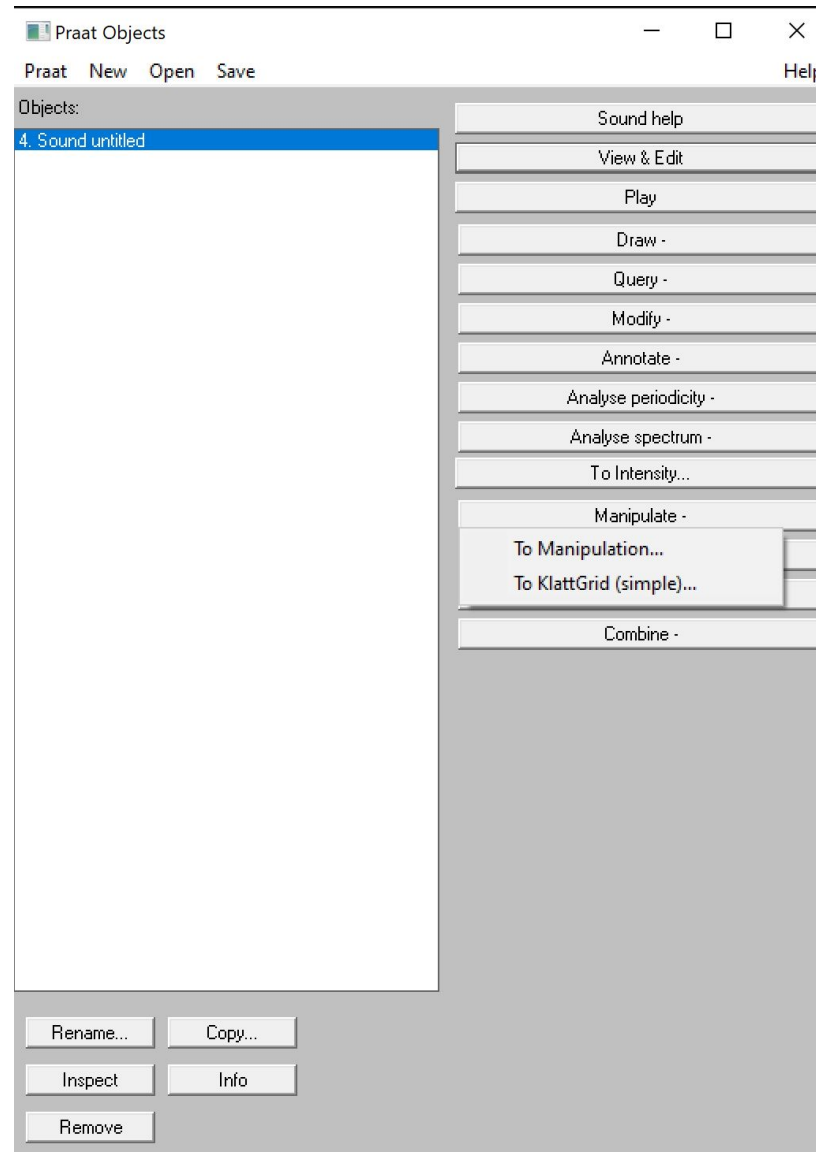 Praat Objects
Praat New Open Save Help
Objects:
4. Sound untitled
Sound help
View & Edit
Play
Draw -
Query -
Modify -
Annotate -
Analyse periodicity -
Analyse spectrum -
To Intensity...
Manipulate -
To Manipulation...
To KlattGrid (simple)...
Combine -
Rename... Copy...
Inspect Info
Remove